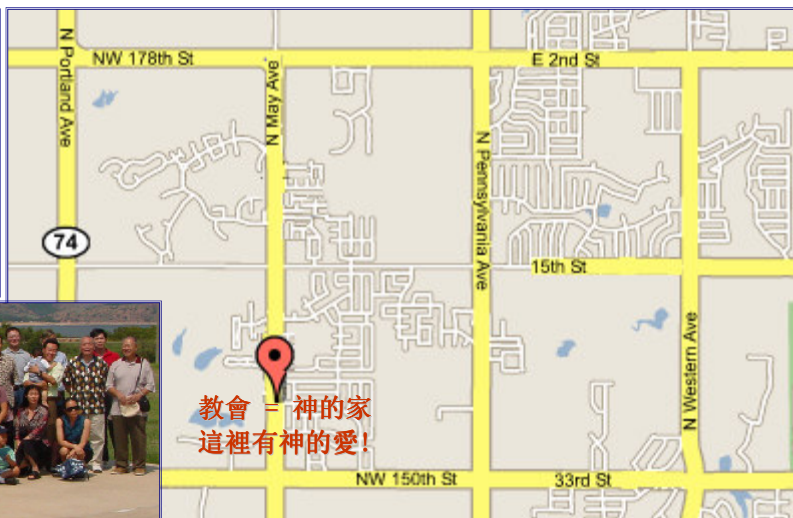 N Portland Ave
NW 178th St
N May Ave
E 2nd St
N Pennsylvania Ave
74
15th St
N Western Ave
教會 = 神的家
這裡有神的愛!
NW 150th St
33rd St